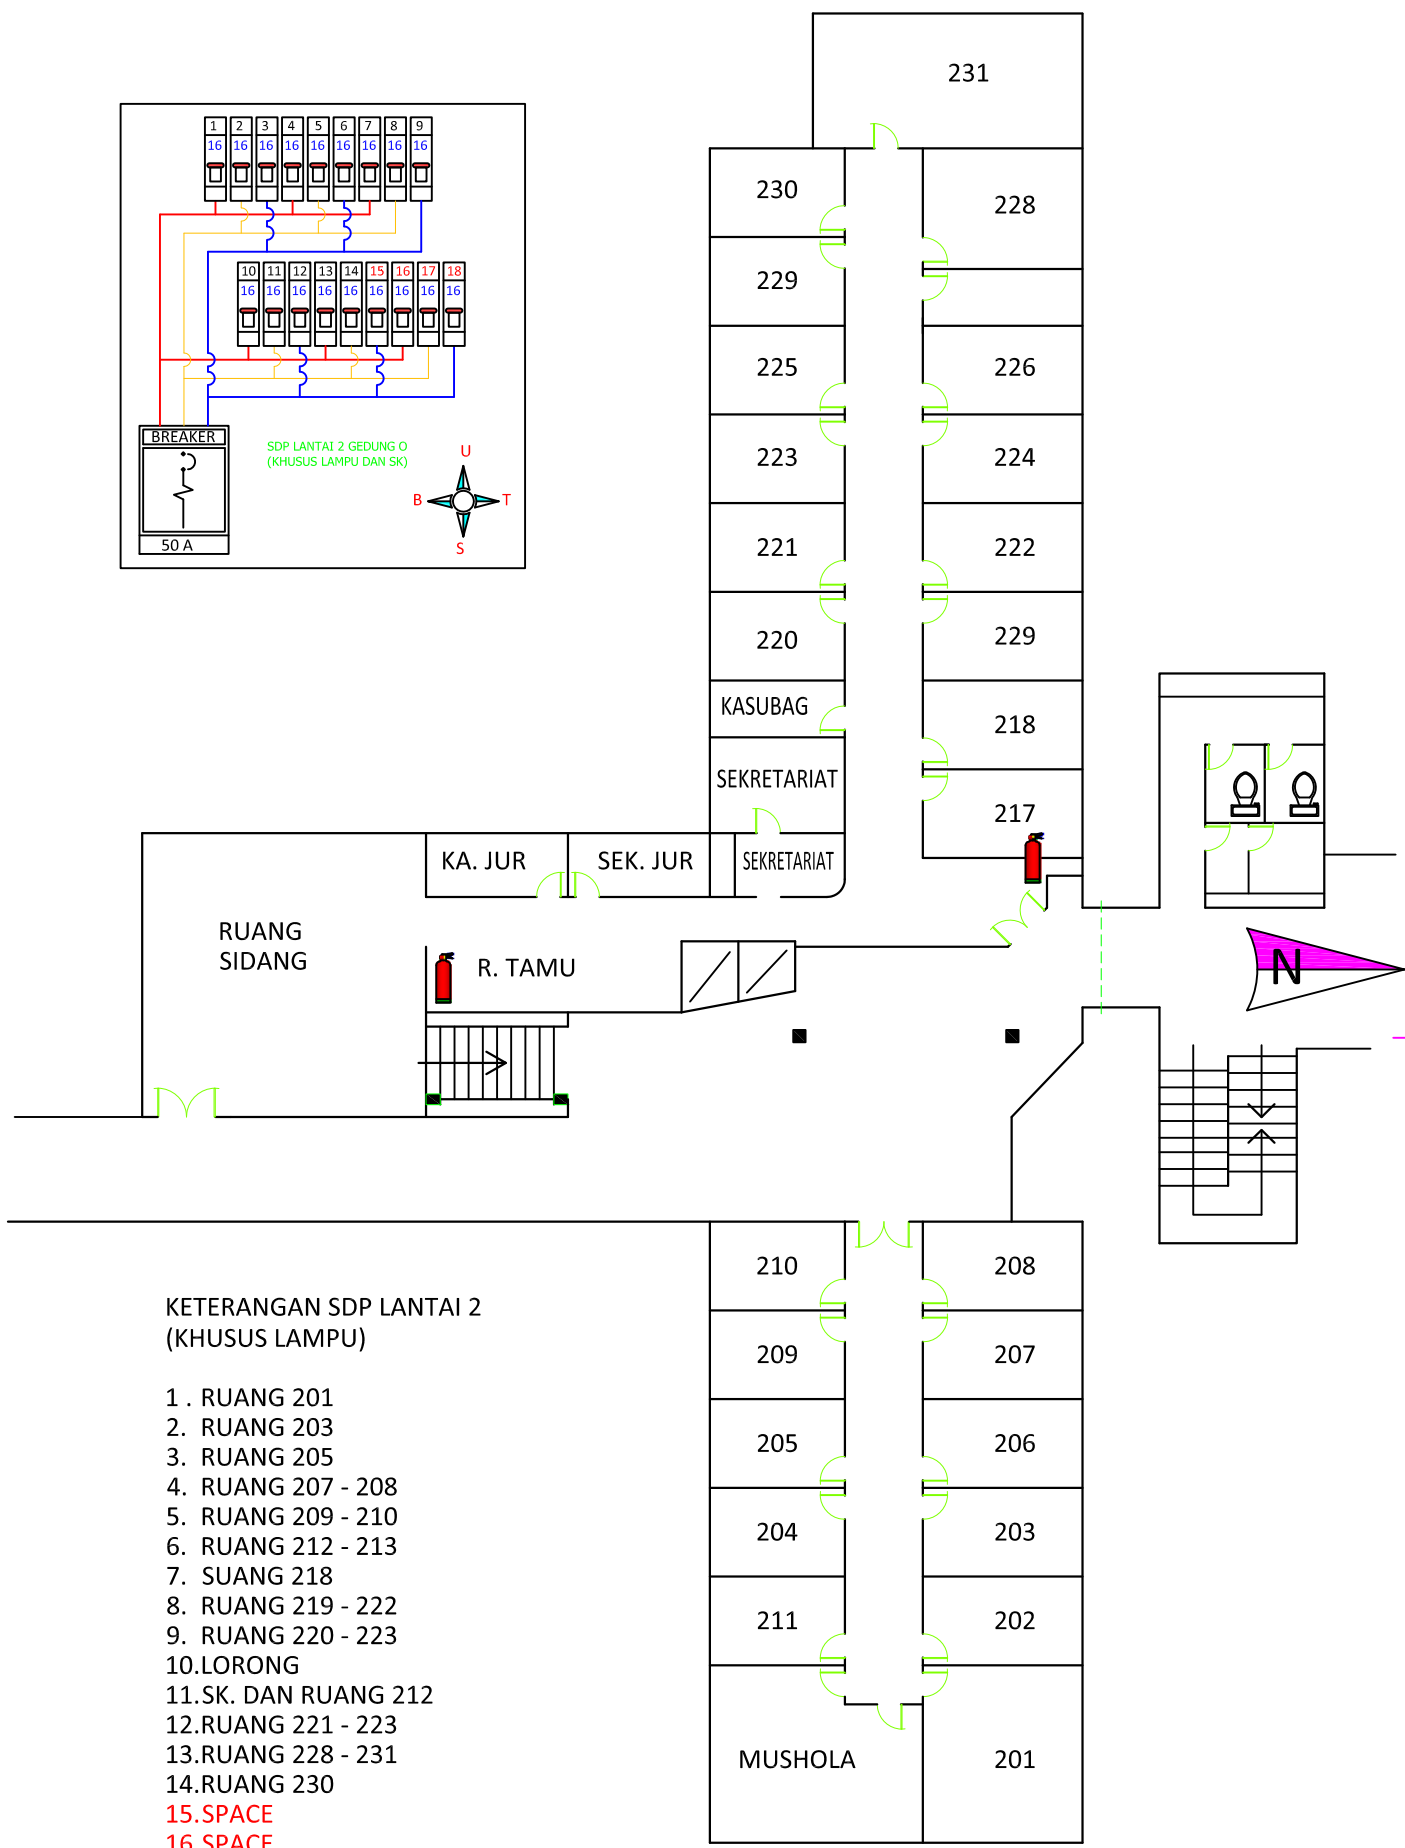 231
1 2 3 4 5 6 7 8 9
16 16 16 16 16 16 16 16 16
230
228
229
10 11 12 13 14 15 16 17 18
16 16 16 16 16 16 16 16 16
225
226
BREAKER
SDP LANTAI 2 GEDUNG O
(KHUSUS LAMPU DAN SK)
U
B
T
S
50 A
223
224
221
222
220
229
KASUBAG
218
SEKRETARIAT
217
KA. JUR
SEK. JUR
SEKRETARIAT
RUANG
SIDANG
R. TAMU
N
210
208
209
207
205
206
204
203
211
202
MUSHOLA
201
KETERANGAN SDP LANTAI 2
(KHUSUS LAMPU)
1 . RUANG 201
2. RUANG 203
3. RUANG 205
4. RUANG 207 - 208
5. RUANG 209 - 210
6. RUANG 212 - 213
7. SUANG 218
8. RUANG 219 - 222
9. RUANG 220 - 223
10.LORONG
11.SK. DAN RUANG 212
12.RUANG 221 - 223
13.RUANG 228 - 231
14.RUANG 230
15.SPACE
16.SPACE